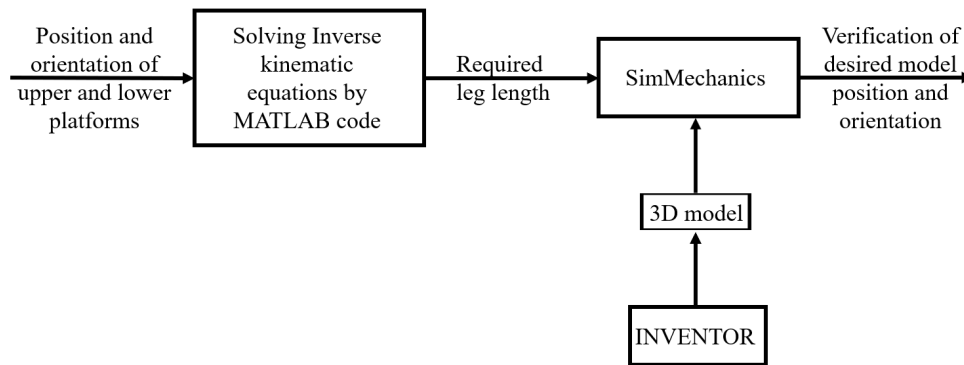 Position and
orientation of
upper and lower
platforms
Solving Inverse
kinematic
equations by
MATLAB code
Required
leg length
SimMechanics
Verification of
desired model
position and
orientation
3D model
INVENTOR